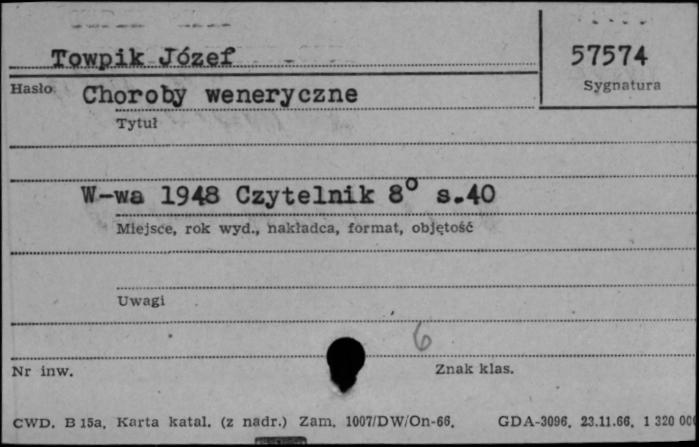 Towpik Józef
57574
Hasło
Sygnatura
Choroby weneryczne
Tytuł
W-wa 1948 Czytelnik 8° s.40
Miejsce, rok wyd., nakładca, format, objętość
Uwagi
6
Nr inw.
Znak klas.
CWD. B 15a. Karta katal. (z nadr.) Zam. 1007/DW/On-66. GDA-3096. 23.11.66. 1 320